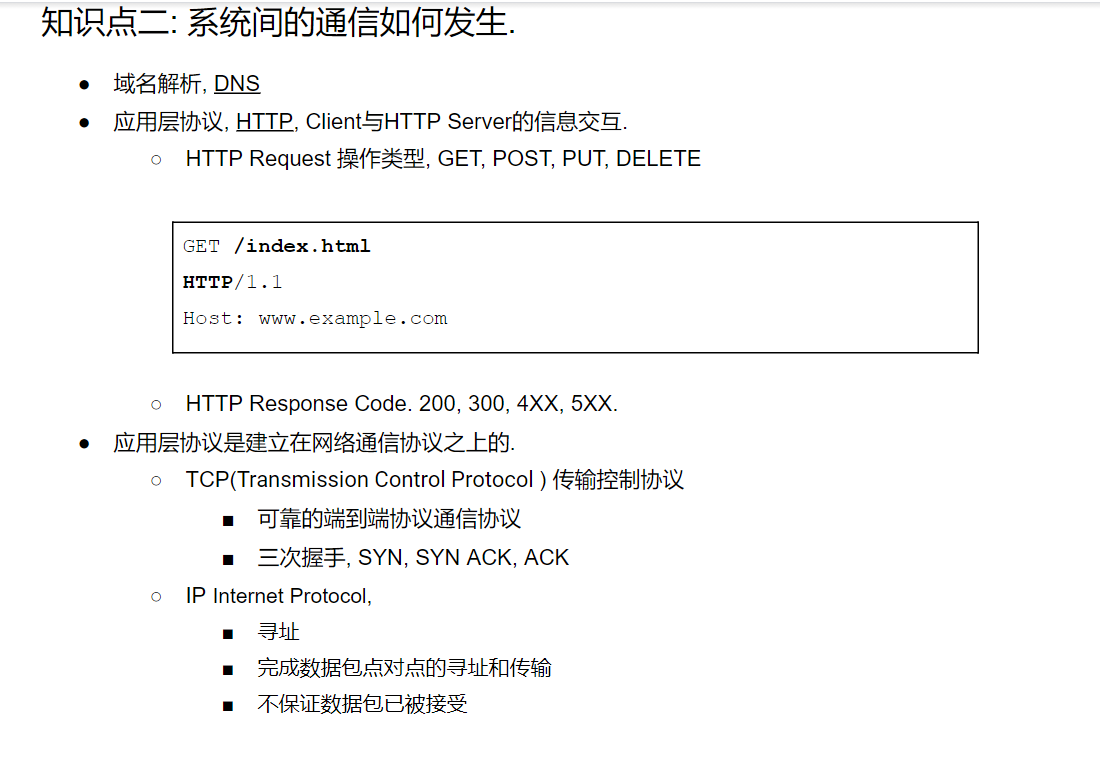 知识点二: 系统间的通信如何发生.
● 域名解析, DNS
● 应用层协议, HTTP, Client与HTTP Server的信息交互.
○ HTTP Request 操作类型, GET, POST, PUT, DELETE
GET /index.html
HTTP/1.1
Host: www.example.com
○ HTTP Response Code. 200, 300, 4XX, 5XX.
● 应用层协议是建立在网络通信协议之上的.
○ TCP(Transmission Control Protocol ) 传输控制协议
■ 可靠的端到端协议通信协议
■ 三次握手, SYN, SYN ACK, ACK
○ IP Internet Protocol,
■ 寻址
■ 完成数据包点对点的寻址和传输
■ 不保证数据包已被接受